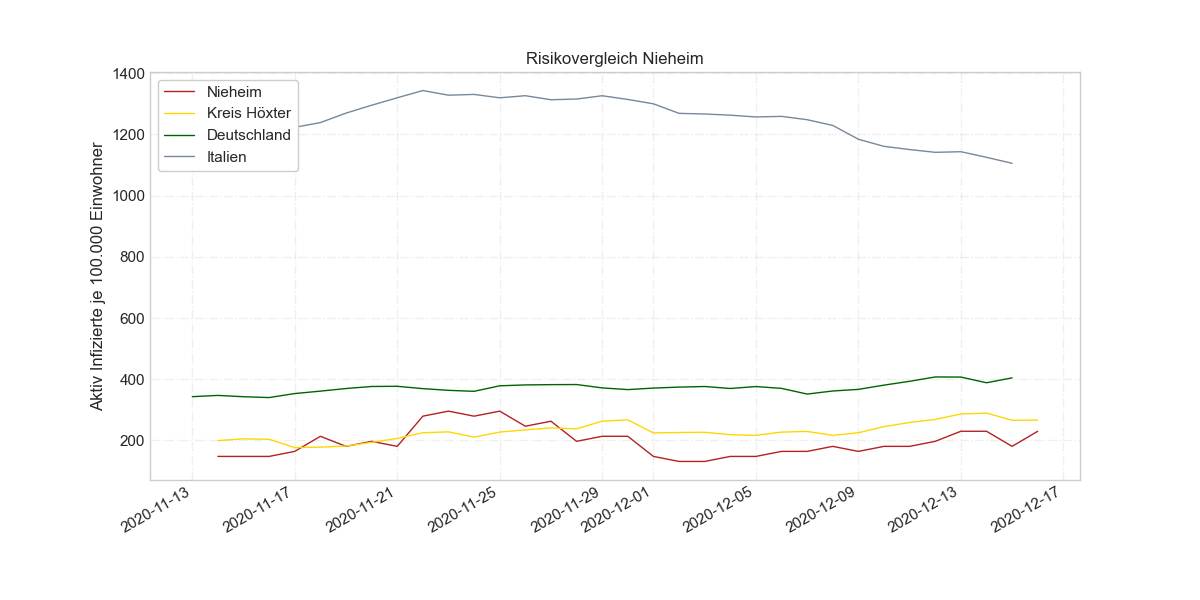 Risikovergleich Nieheim
Aktiv Infizierte je 100.000 Einwohner
1400
1200
1000
800
600
400
200
Nieheim
Kreis Höxter
Deutschland
Italien
2020-11-13
2020-11-17
2020-11-21
2020-11-25
2020-11-29
2020-12-01
2020-12-05
2020-12-09
2020-12-13
2020-12-17